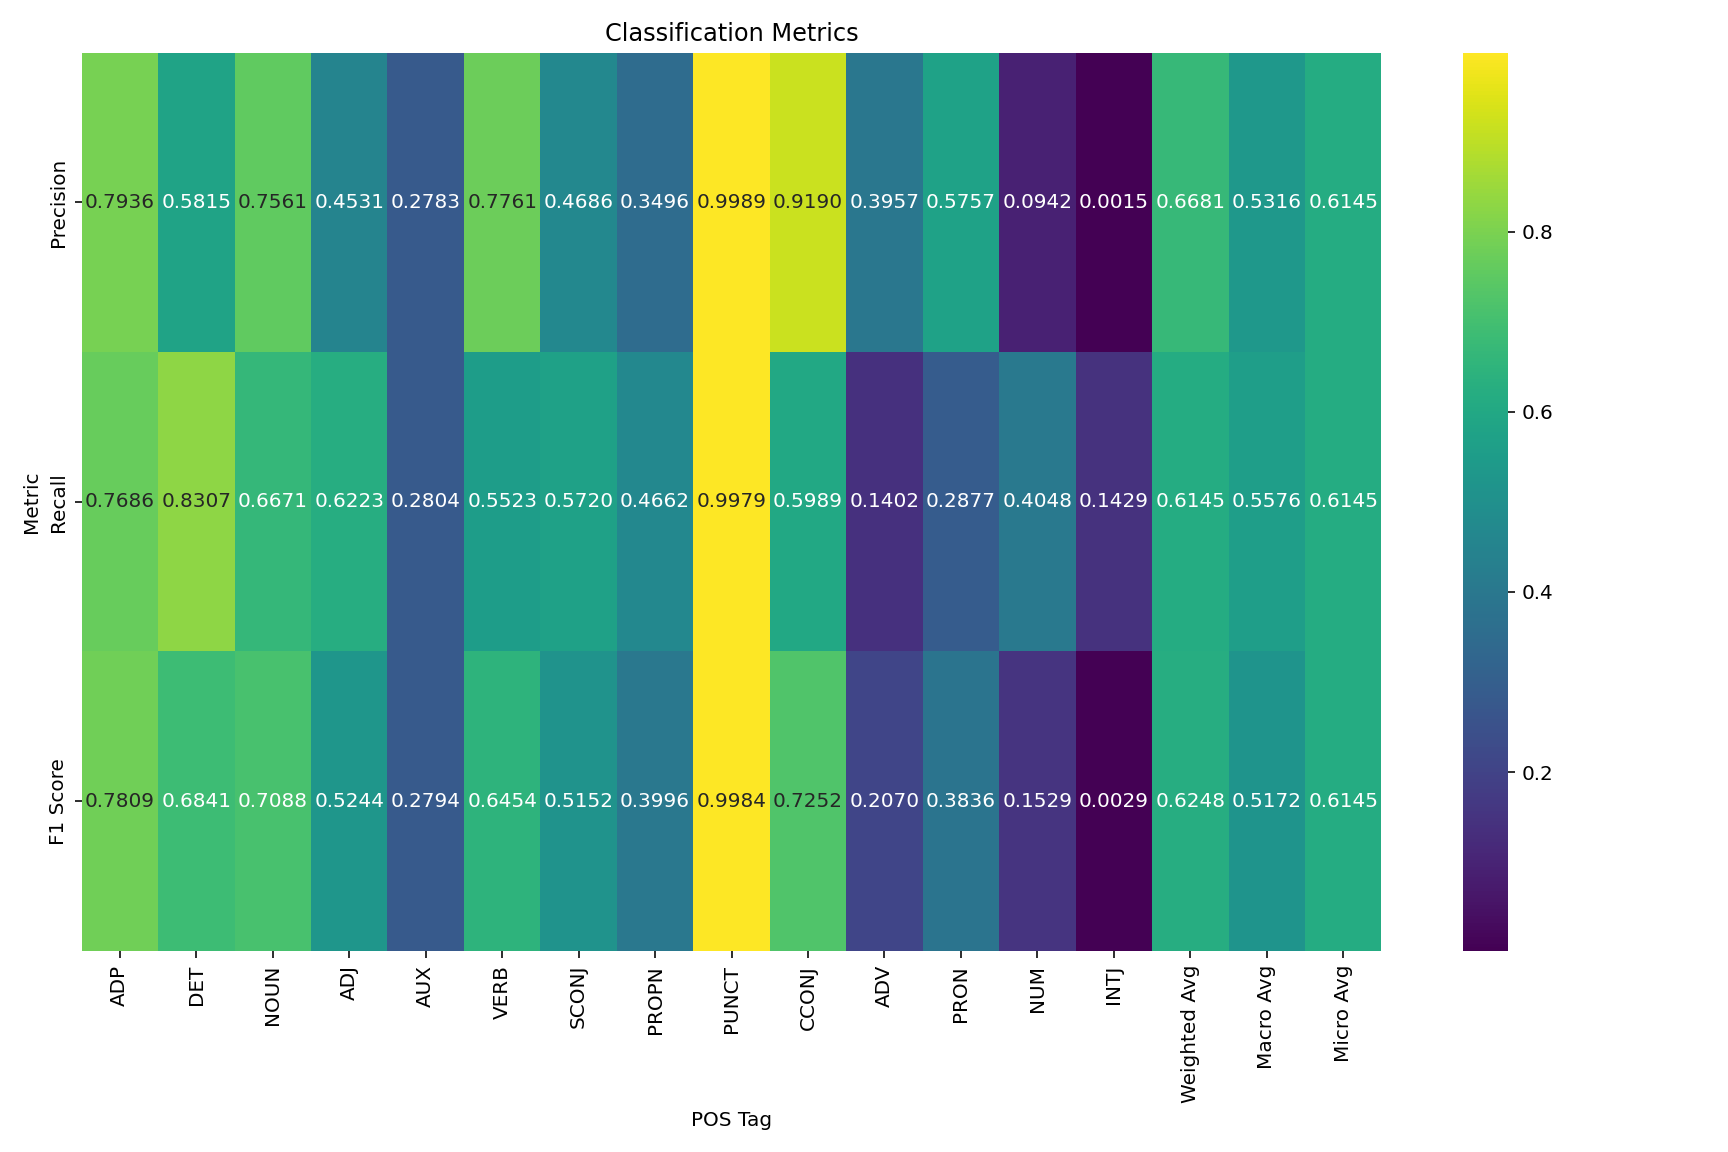 Classification Metrics
Precision
0.7936 0.5815 0.7561 0.4531 0.2783 0.7761 0.4686 0.3496 0.9989 0.9190 0.3957 0.5757 0.0942 0.0015 0.6681 0.5316 0.6145
Metric
Recall
0.7686 0.8307 0.6671 0.6223 0.2804 0.5523 0.5720 0.4662 0.9979 0.5989 0.1402 0.2877 0.4048 0.1429 0.6145 0.5576 0.6145
F1 Score
0.7809 0.6841 0.7088 0.5244 0.2794 0.6454 0.5152 0.3996 0.9984 0.7252 0.2070 0.3836 0.1529 0.0029 0.6248 0.5172 0.6145
ADP DET NOUN ADJ AUX VERB SCONJ PROPN PUNCT CCONJ ADV PRON NUM INTJ Weighted Avg Macro Avg Micro Avg
POS Tag
0.8
0.6
0.4
0.2